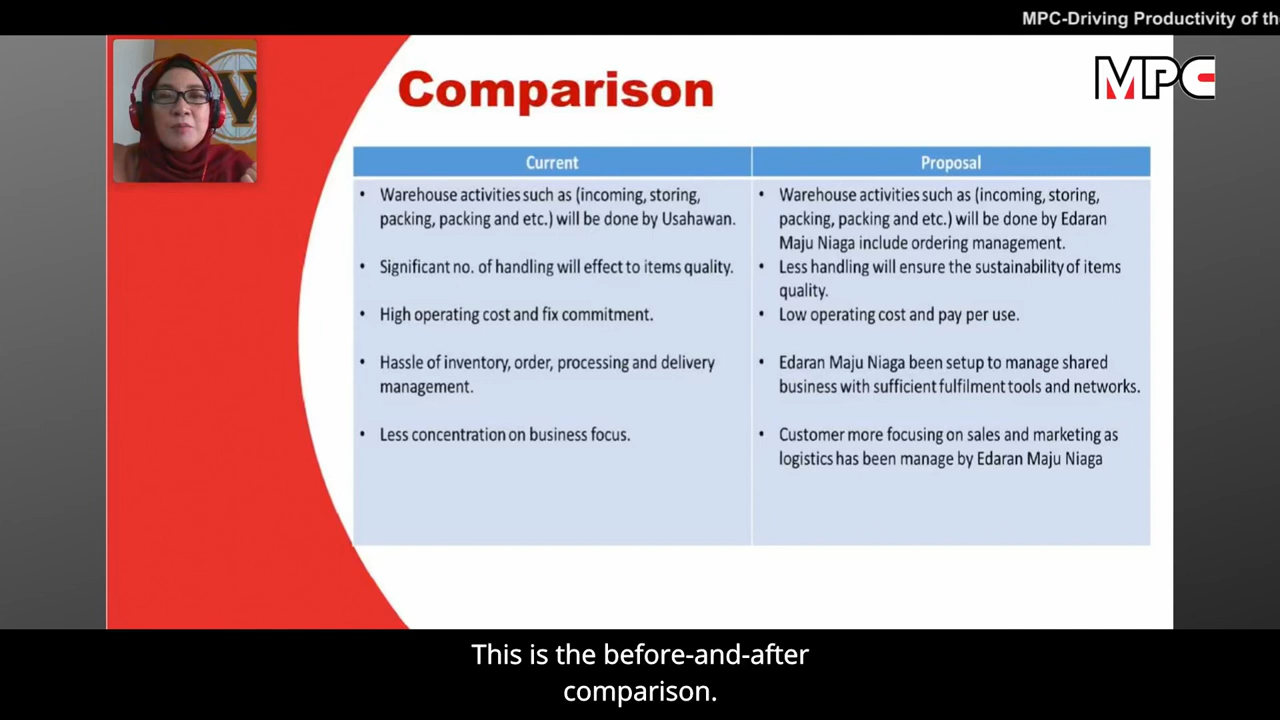 MPC-Driving Productivity of th
MPC
Comparison
Current
Proposal
• Warehouse activities such as (incoming, storing,
packing, packing and etc.) will be done by Usahawan.
• Significant no. of handling will effect to items quality.
• High operating cost and fix commitment.
• Hassle of inventory, order, processing and delivery
management.
• Less concentration on business focus.
• Warehouse activities such as (incoming, storing,
packing, packing and etc.) will be done by Edaran
Maju Niaga include ordering management.
• Less handling will ensure the sustainability of items
quality.
• Low operating cost and pay per use.
• Edaran Maju Niaga been setup to manage shared
business with sufficient fulfilment tools and networks.
• Customer more focusing on sales and marketing as
logistics has been manage by Edaran Maju Niaga
This is the before-and-after
comparison.